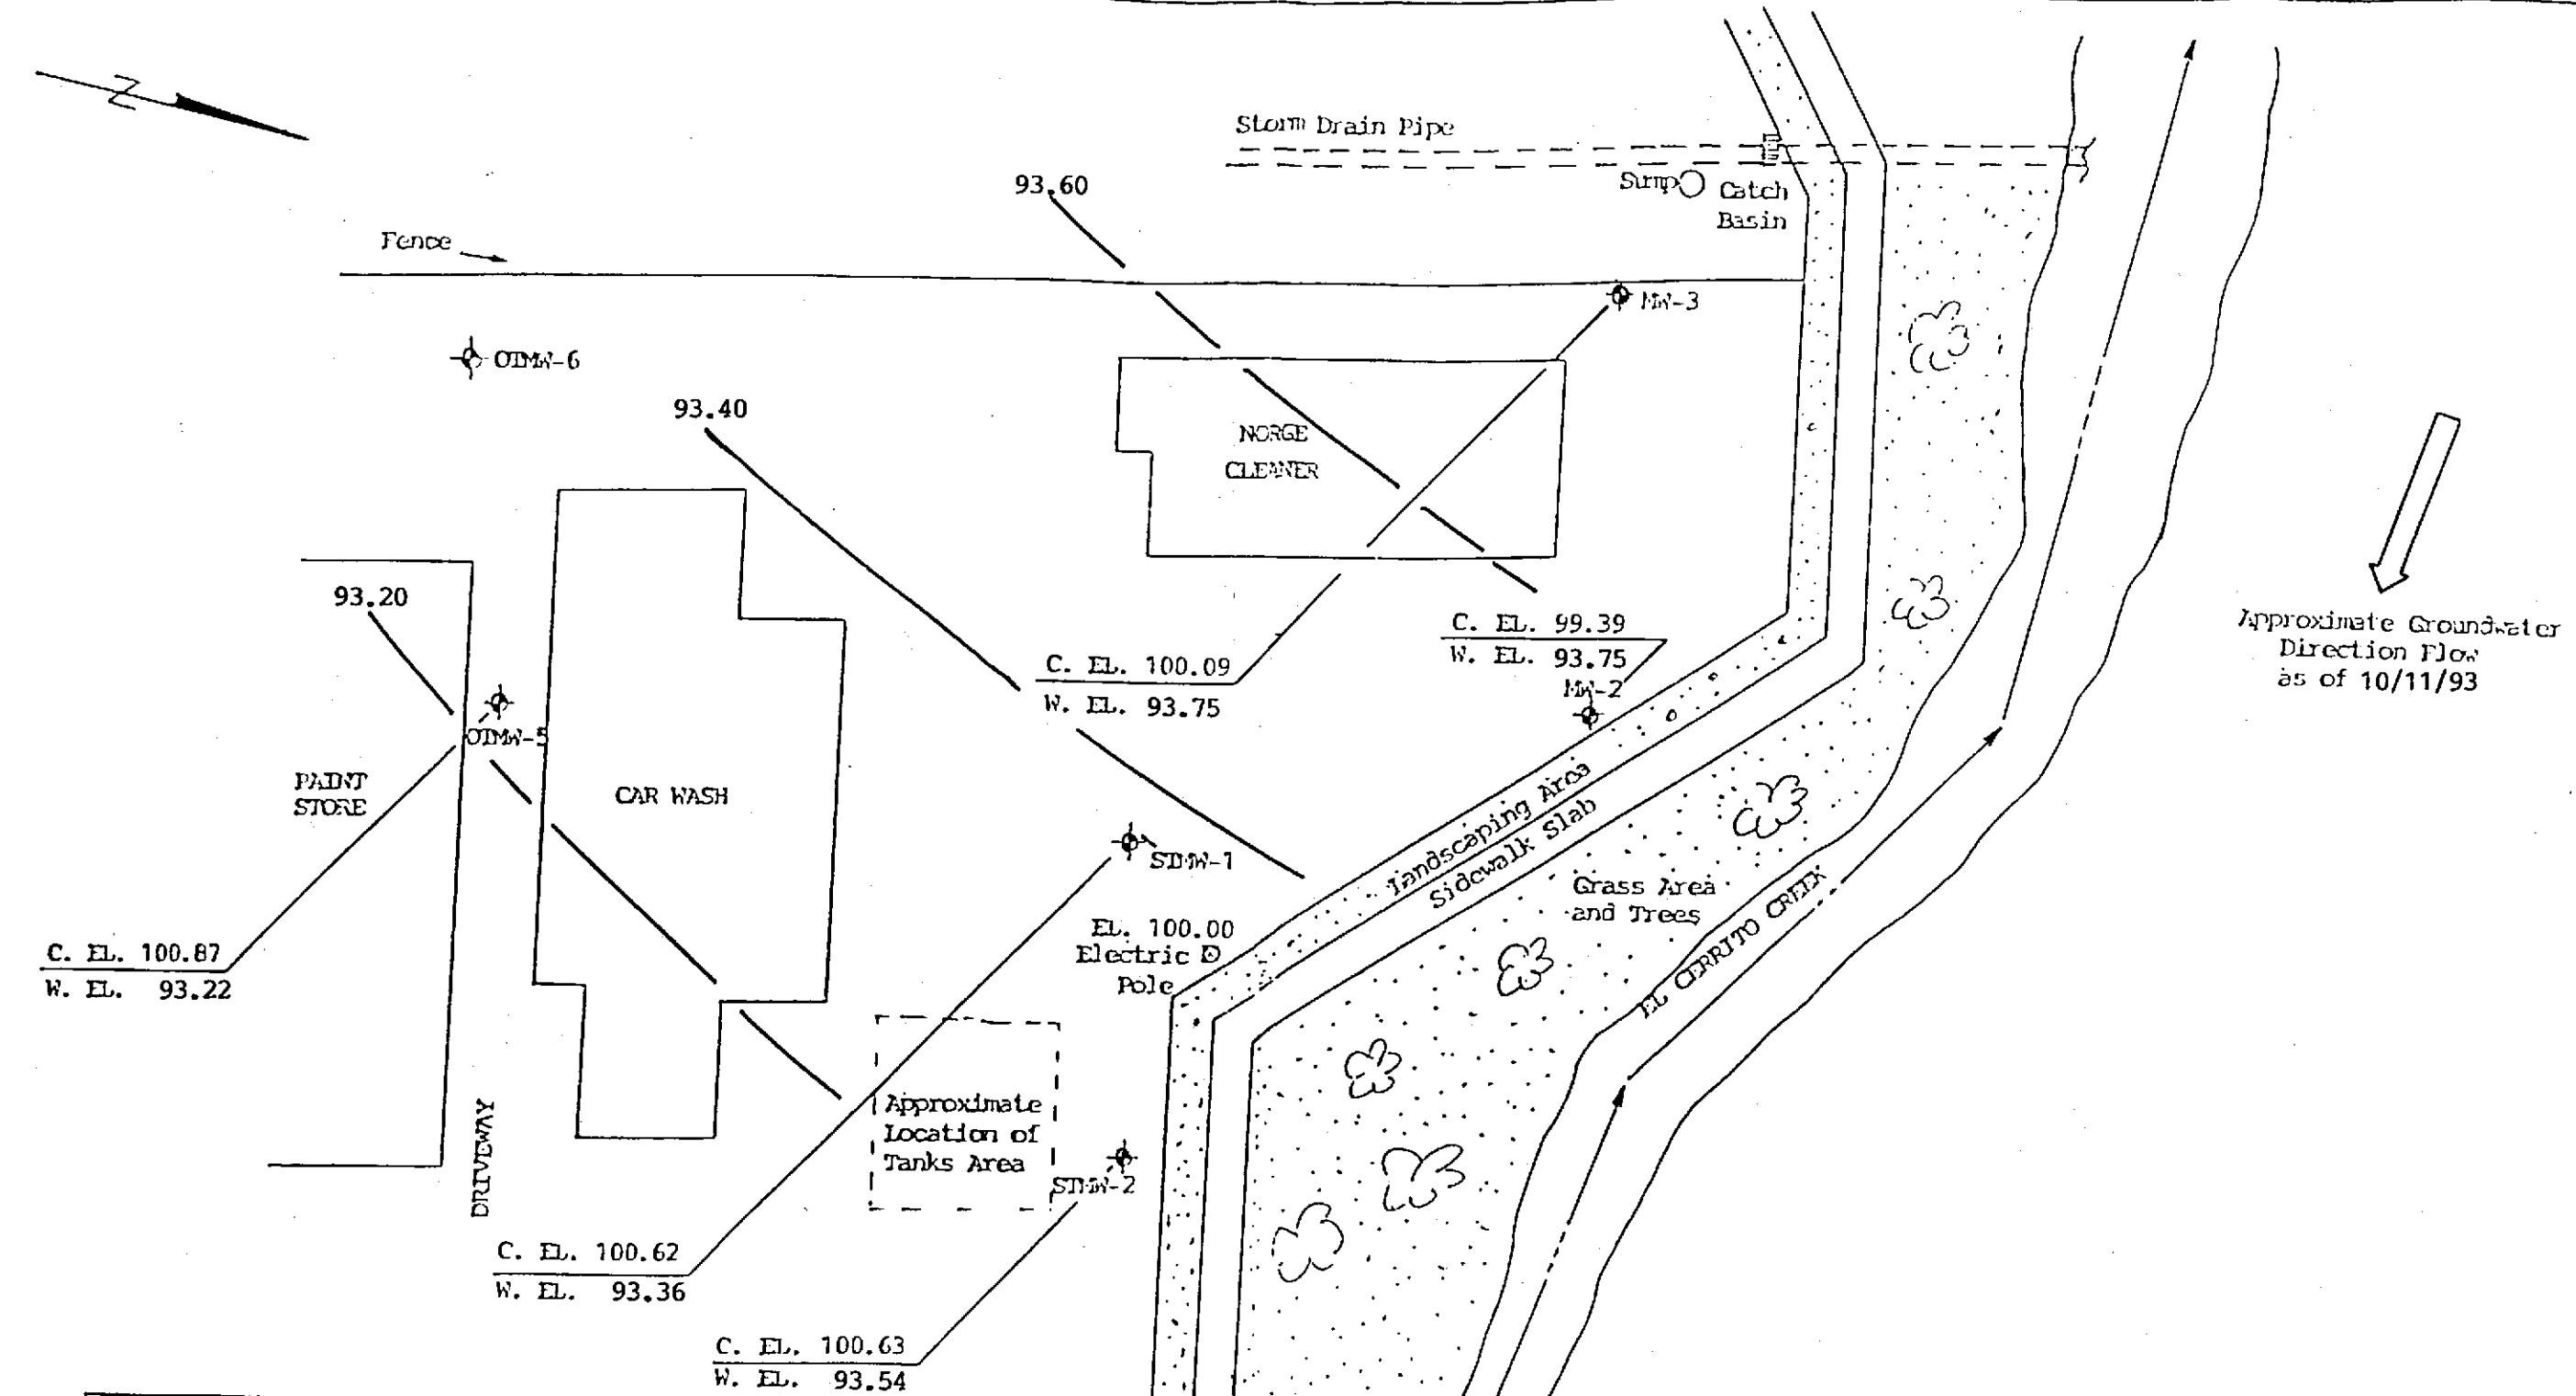 N
Storm Drain Pipe
Sump
Catch
Basin
93.60
Fence
MW-3
OTMW-6
93.40
NORGE
CLEANER
93.20
C. EL. 99.39
W. EL. 93.75
MW-2
Approximate Groundwater
Direction Flow
as of 10/11/93
C. EL. 100.09
W. EL. 93.75
OTMW-5
PAINT
STORE
CAR WASH
Landscaping Area
Sidewalk Slab
STMW-1
Grass Area
and Trees
EL CERRITO CREEK
EL. 100.00
Electric
Pole
C. EL. 100.87
W. EL. 93.22
Approximate
Location of
Tanks Area
DRIVEWAY
STMW-2
C. EL. 100.62
W. EL. 93.36
C. EL. 100.63
W. EL. 93.54